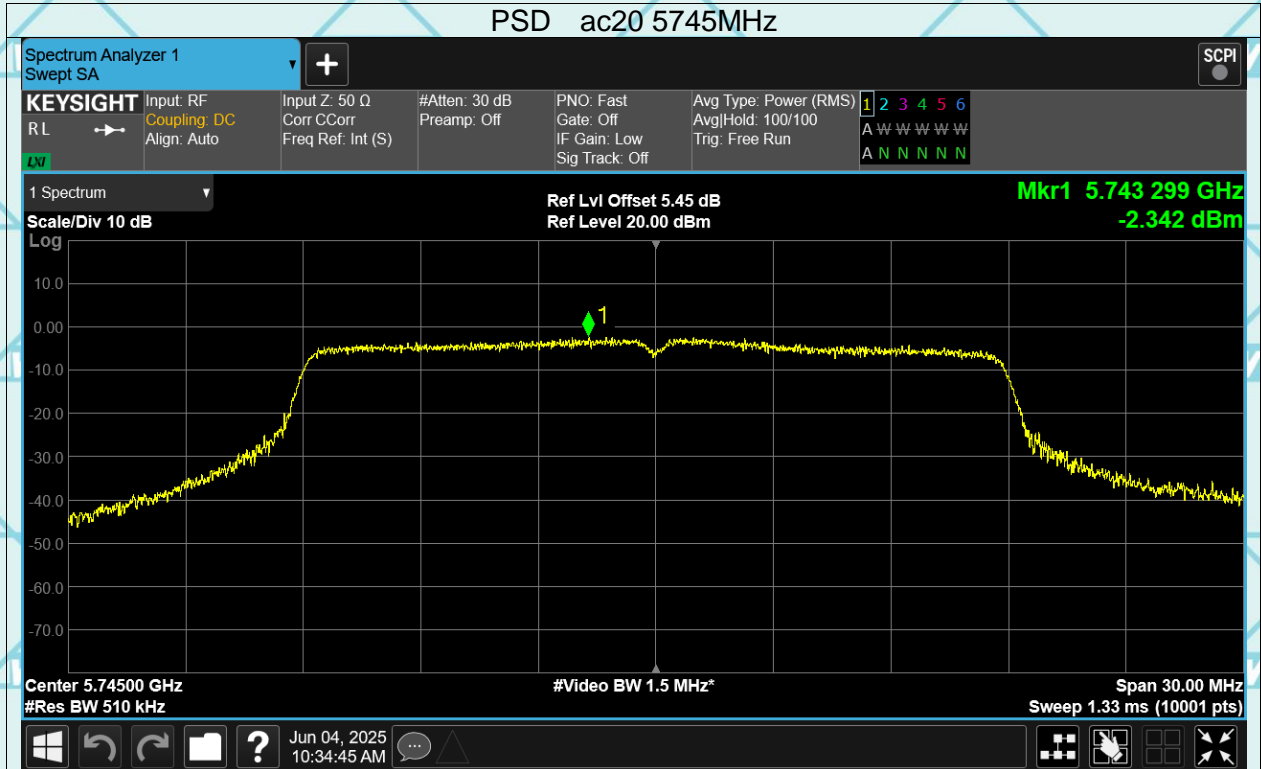 PSD ac20 5745MHz
Spectrum Analyzer 1
Swept SA
SCPI
KEYSIGHT
RL
LXI
Input: RF
Coupling: DC
Align: Auto
Input Z: 50 Ω
Corr CCorr
Freq Ref: Int (S)
#Atten: 30 dB
Preamp: Off
PNO: Fast
Gate: Off
IF Gain: Low
Sig Track: Off
Avg Type: Power (RMS)
Avg|Hold: 100/100
Trig: Free Run
1 2 3 4 5 6
A W W W W W
A N N N N N
1 Spectrum
Scale/Div 10 dB
Ref Lvl Offset 5.45 dB
Ref Level 20.00 dBm
Mkr1 5.743 299 GHz
-2.342 dBm
Log
10.0
0.00
-10.0
-20.0
-30.0
-40.0
-50.0
-60.0
-70.0
1
Center 5.74500 GHz
#Res BW 510 kHz
#Video BW 1.5 MHz*
Span 30.00 MHz
Sweep 1.33 ms (10001 pts)
?
Jun 04, 2025
10:34:45 AM